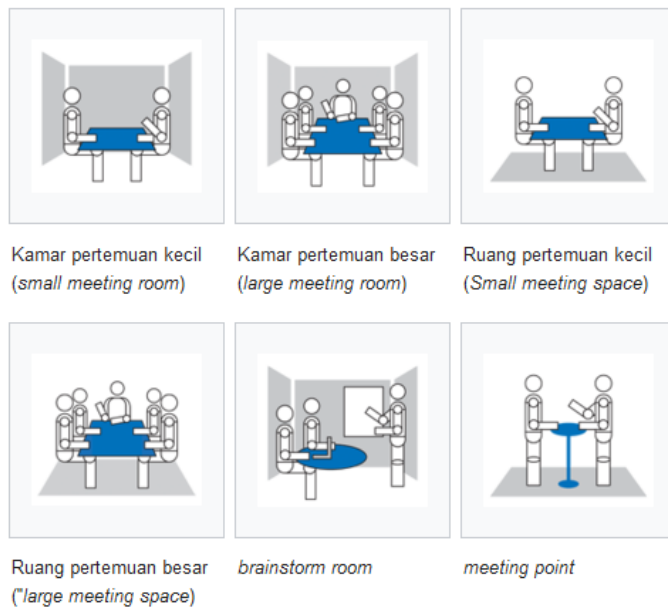 Kamar pertemuan kecil
(small meeting room)
Kamar pertemuan besar
(large meeting room)
Ruang pertemuan kecil
(Small meeting space)
Ruang pertemuan besar
("large meeting space)
brainstorm room
meeting point